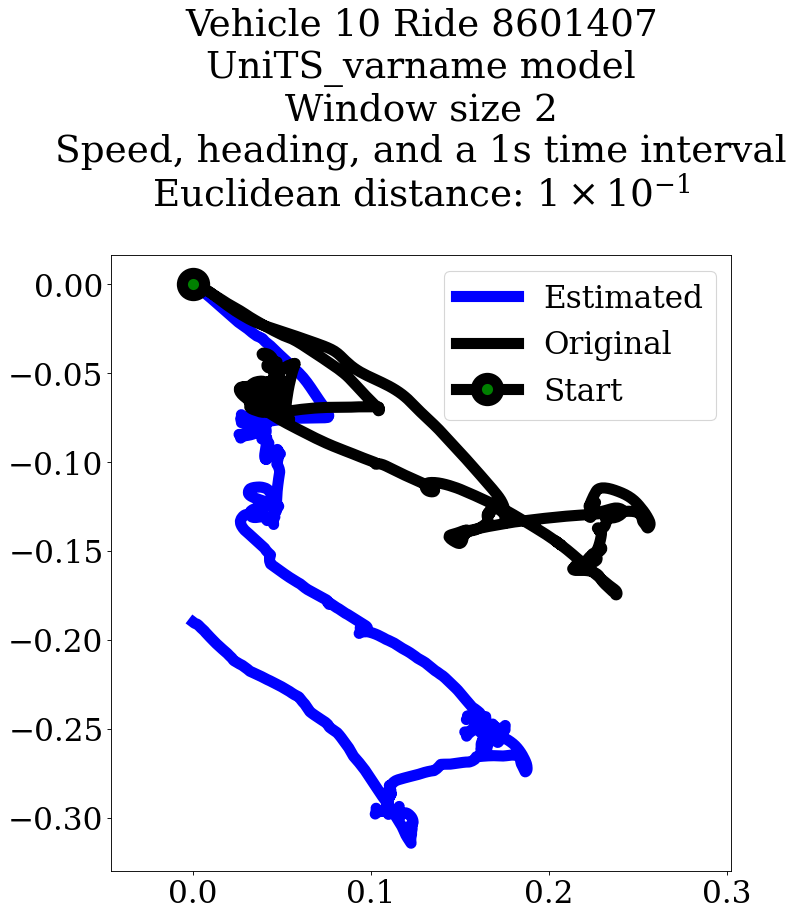 Vehicle 10 Ride 8601407
UniTS_varname model
Window size 2
Speed, heading, and a 1s time interval
Euclidean distance: 1 × 10⁻¹
Estimated
Original
Start
0.00
−0.05
−0.10
−0.15
−0.20
−0.25
−0.30
0.0 0.1 0.2 0.3